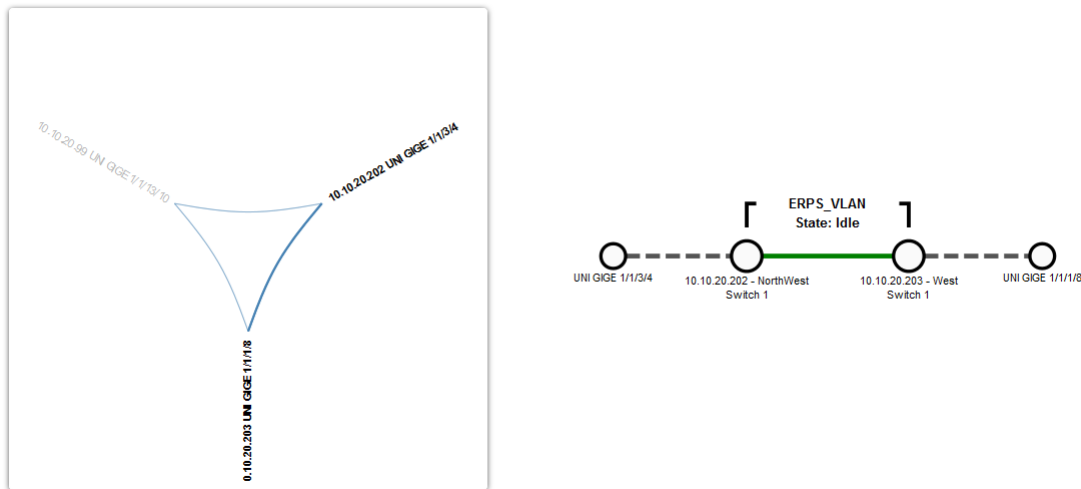 10.10.20.99 UNI GIGE 1/1/13/10
10.10.20.202 UNI GIGE 1/1/3/4
0.10.20.203 UNI GIGE 1/1/1/8
ERPS_VLAN
State: Idle
UNI GIGE 1/1/3/4
10.10.20.202 - NorthWest
Switch 1
10.10.20.203 - West
Switch 1
UNI GIGE 1/1/1/8